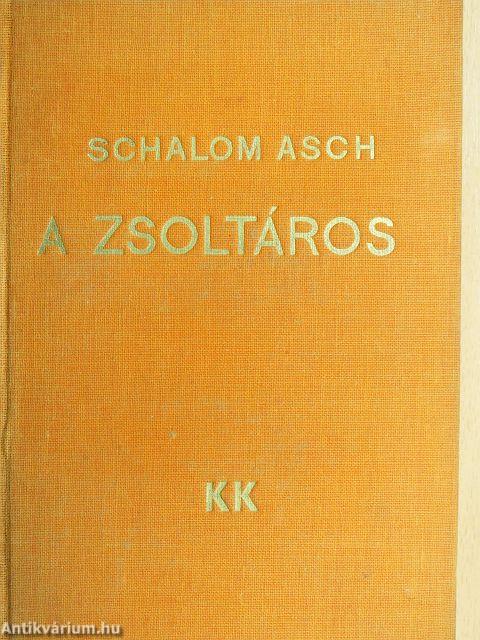 SCHALOM ASCH
A ZSOLTÁROS
KK
Antikvárium.hu